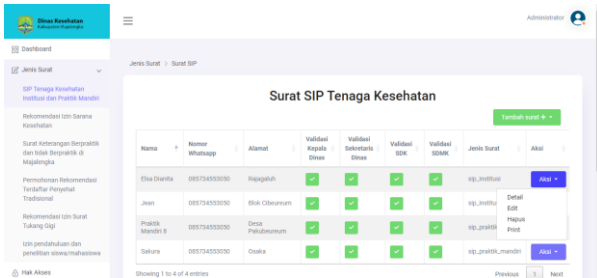 Dinas Kesehatan
Kabupaten Majalengka
Administrator
Dashboard
Jenis Surat
SIP Tenaga Kesehatan
Institusi dan Praktik Mandiri
Rekomendasi Izin Sarana
Kesehatan
Surat Keterangan Berpraktik
dan tidak Berpraktik di
Majalengka
Permohonan Rekomendasi
Terdaftar Penyehat
Tradisional
Rekomendasi Izin Surat
Tukang Gigi
Izin pendahuluan dan
penelitian siswa/mahasiswa
Hak Akses
Jenis Surat > Surat SIP
Surat SIP Tenaga Kesehatan
Tambah surat +
Nama
Nomor
Whatsapp
Alamat
Validasi
Kepala
Dinas
Validasi
Sekretaris
Dinas
Validasi
SDK
Validasi
SDMK
Jenis Surat
Aksi
Elsa Dianita 085734553050 Rajagaluh sip_institusi Aksi
Jean 085734553050 Blok Cibeureum sip_institu
Praktik
Mandiri 8
085734553050
Desa
Pakubeureum
sip_praktik
Detail
Edit
Hapus
Print
Sakura 085734553050 Osaka sip_praktik_mandiri Aksi
Showing 1 to 4 of 4 entries
Previous 1 Next